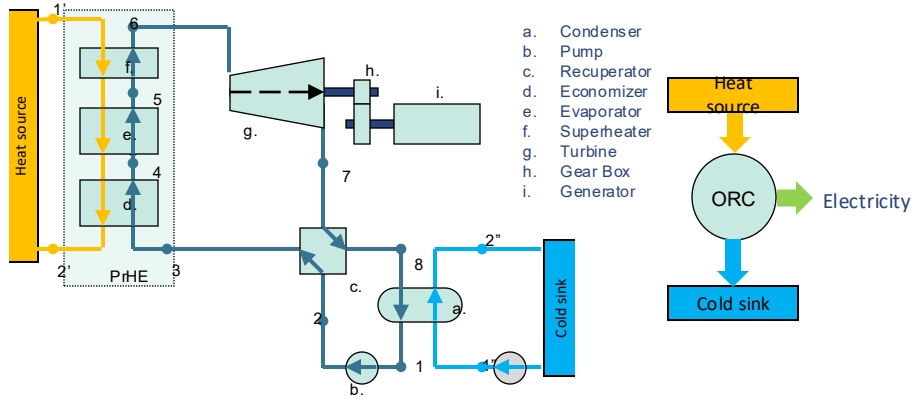 1'
6
Heat source
f.
5
e.
4
d.
2'
PrHE
3
g.
h.
i.
7
c.
8
2"
a.
2
1
1"
b.
Cold sink
a. Condenser
b. Pump
c. Recuperator
d. Economizer
e. Evaporator
f. Superheater
g. Turbine
h. Gear Box
i. Generator
Heat
source
ORC
Electricity
Cold sink